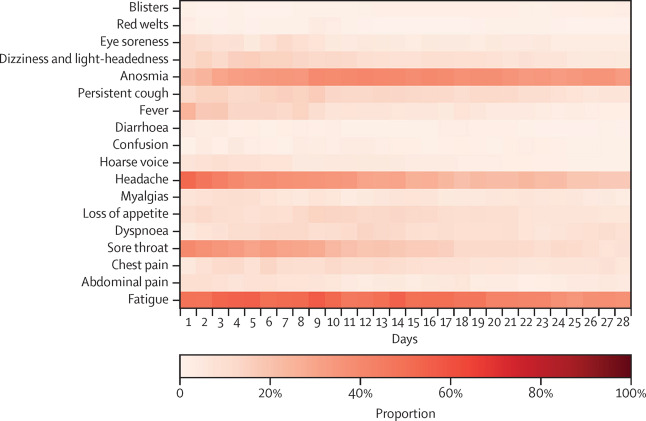 Blisters
Red welts
Eye soreness
Dizziness and light-headedness
Anosmia
Persistent cough
Fever
Diarrhoea
Confusion
Hoarse voice
Headache
Myalgias
Loss of appetite
Dyspnoea
Sore throat
Chest pain
Abdominal pain
Fatigue
1 2 3 4 5 6 7 8 9 10 11 12 13 14 15 16 17 18 19 20 21 22 23 24 25 26 27 28
Days
0 20% 40% 60% 80% 100%
Proportion